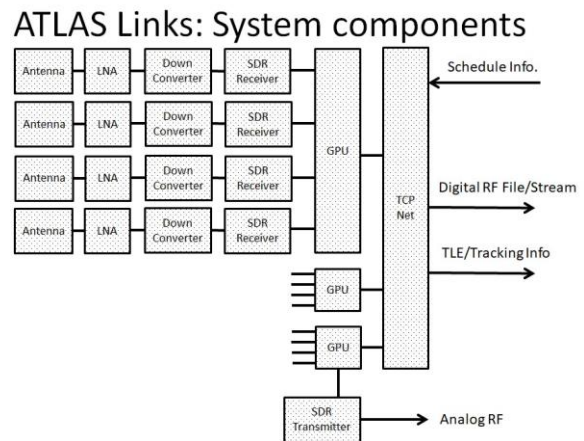 ATLAS Links: System components
Antenna
LNA
Down
Converter
SDR
Receiver
Antenna
LNA
Down
Converter
SDR
Receiver
Antenna
LNA
Down
Converter
SDR
Receiver
Antenna
LNA
Down
Converter
SDR
Receiver
GPU
GPU
GPU
SDR
Transmitter
TCP
Net
Schedule Info.
Digital RF File/Stream
TLE/Tracking Info
Analog RF